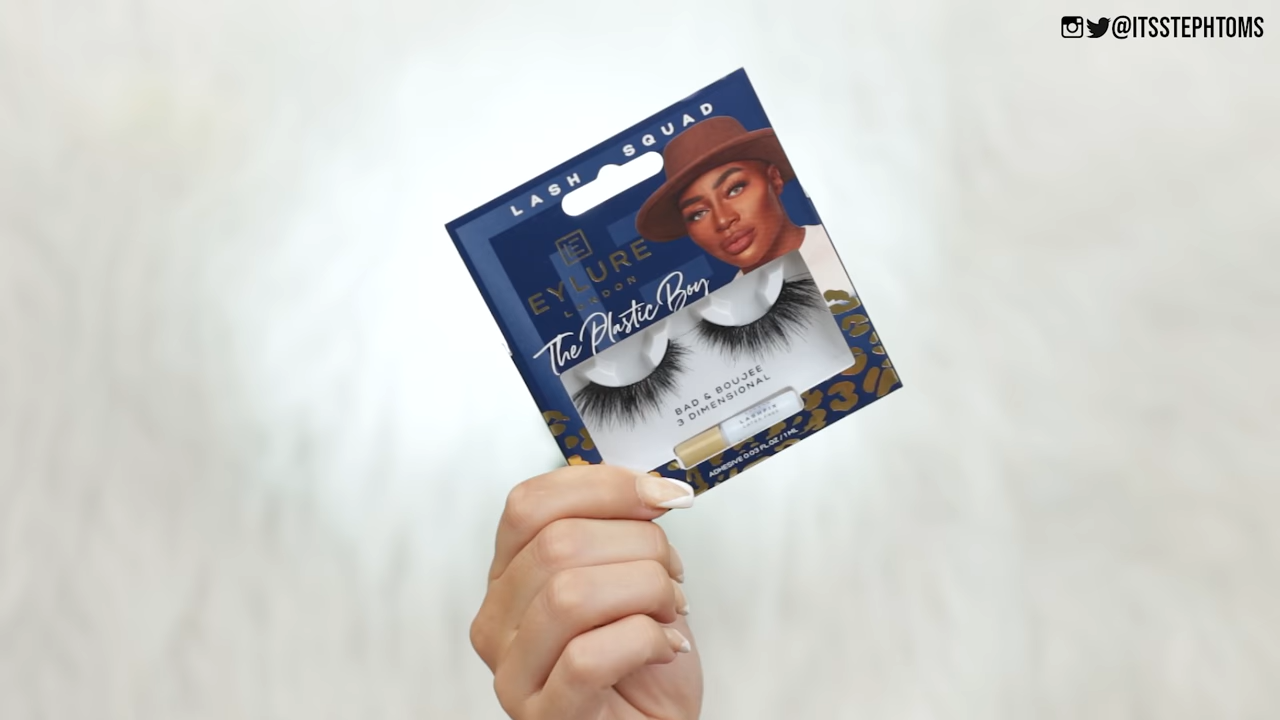 @ITSSTEPHTOMS
LASH SQUAD
EYLURE
LONDON
The Plastic Boy
BAD & BOUJEE
3 DIMENSIONAL
LASHFIX
ADHESIVE 0.03 FL.OZ / 1 ML